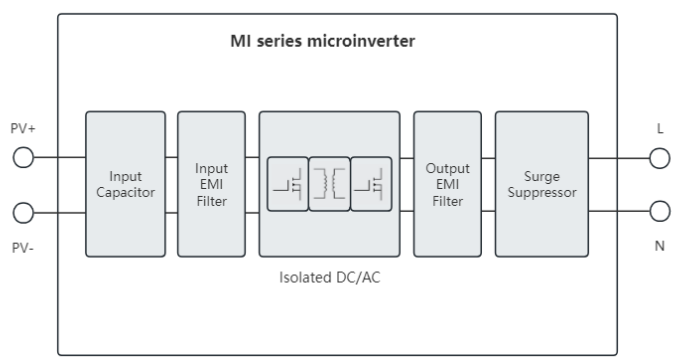 MI series microinverter
PV+
L
Input
Capacitor
Input
EMI
Filter
Output
EMI
Filter
Surge
Suppressor
PV-
N
Isolated DC/AC